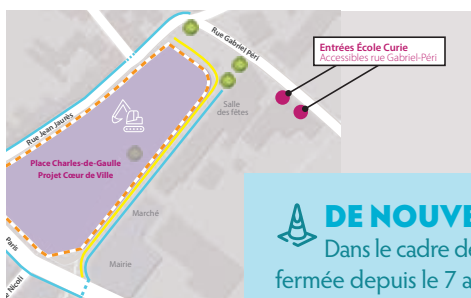 Rue Gabriel Péri
Entrées École Curie
Accessibles rue Gabriel-Péri
Salle
des fêtes
Rue Jean Jaurès
Place Charles-de-Gaulle
Projet Cœur de Ville
Marché
Mairie
Paris
Nicoli
DE NOUVE
Dans le cadre de
fermée depuis le 7 a